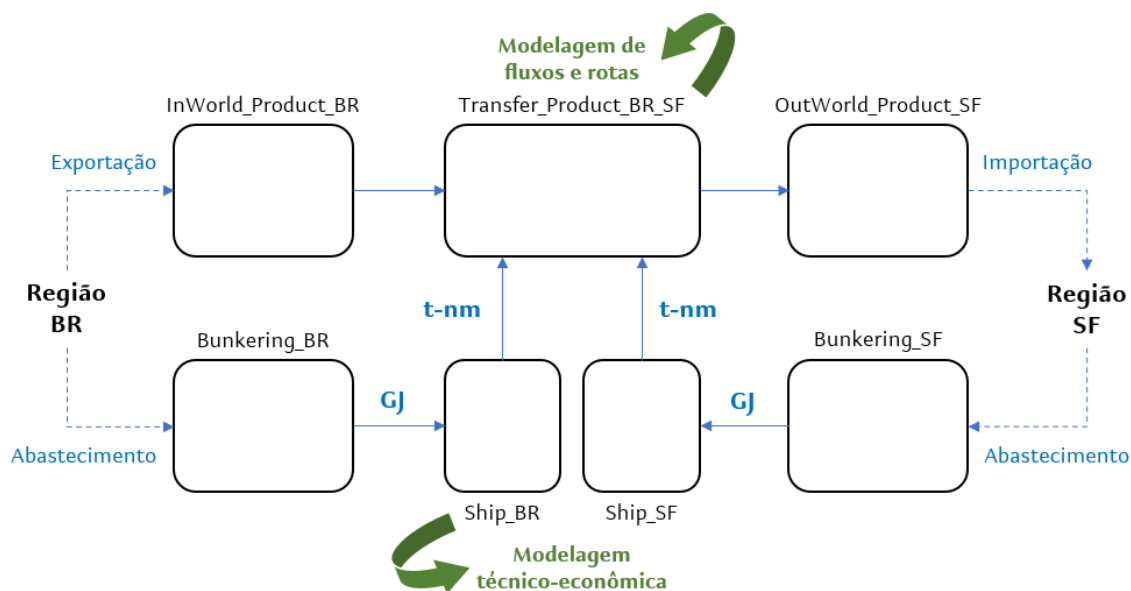 Modelagem de
fluxos e rotas
InWorld_Product_BR
Transfer_Product_BR_SF
OutWorld_Product_SF
Exportação
Importação
Região
BR
t-nm
t-nm
Região
SF
Bunkering_BR
Bunkering_SF
GJ
GJ
Abastecimento
Abastecimento
Ship_BR
Ship_SF
Modelagem
técnico-econômica